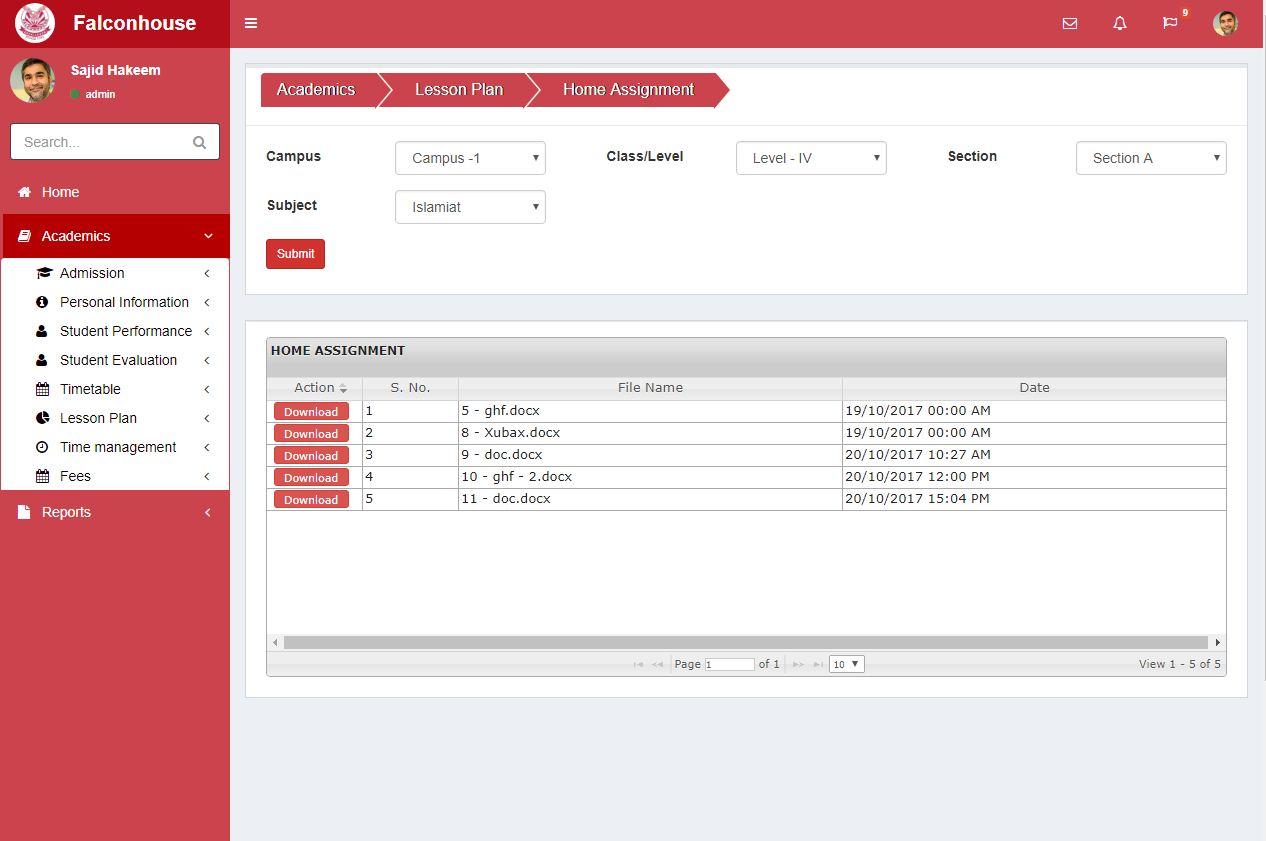 Falconhouse
9
Sajid Hakeem
admin
Search...
Home
Academics
Admission
Personal Information
Student Performance
Student Evaluation
Timetable
Lesson Plan
Time management
Fees
Reports
Academics Lesson Plan Home Assignment
Campus Campus -1 Class/Level Level - IV Section Section A
Subject Islamiat
Submit
HOME ASSIGNMENT
Action S. No. File Name Date
Download 1 5 - ghf.docx 19/10/2017 00:00 AM
Download 2 8 - Xubax.docx 19/10/2017 00:00 AM
Download 3 9 - doc.docx 20/10/2017 10:27 AM
Download 4 10 - ghf - 2.docx 20/10/2017 12:00 PM
Download 5 11 - doc.docx 20/10/2017 15:04 PM
Page 1 of 1 10 View 1 - 5 of 5